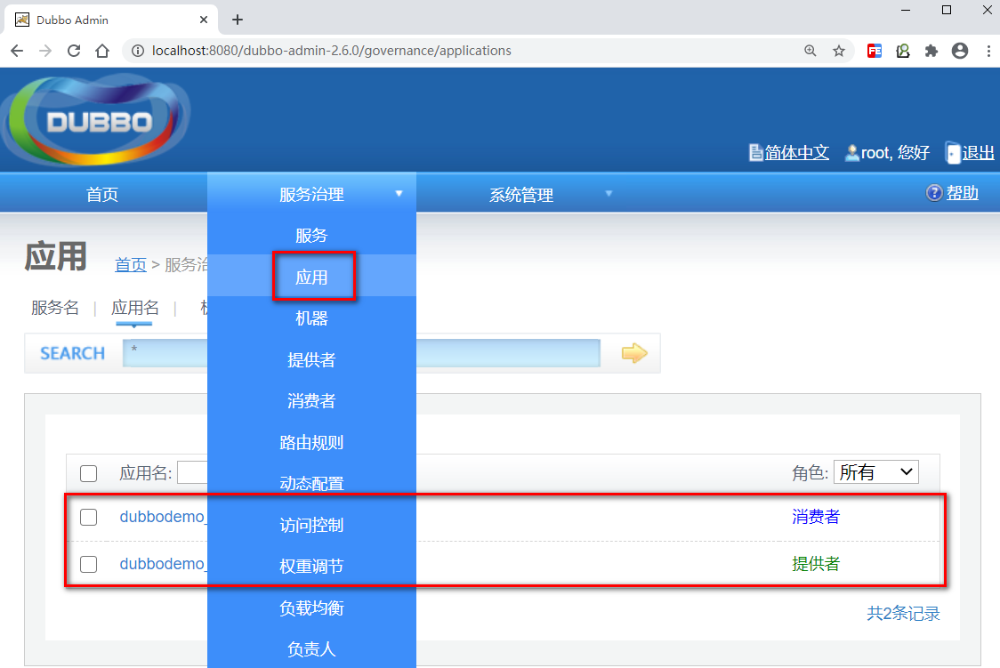 Dubbo Admin
localhost:8080/dubbo-admin-2.6.0/governance/applications
DUBBO
简体中文 root, 您好 退出
首页 服务治理 系统管理 帮助
服务
应用
机器
提供者
消费者
路由规则
动态配置
访问控制
权重调节
负载均衡
负责人
应用 首页 > 服务治
服务名 | 应用名 |
SEARCH *
应用名: 角色: 所有
dubbodemo_ 消费者
dubbodemo_ 提供者
共2条记录